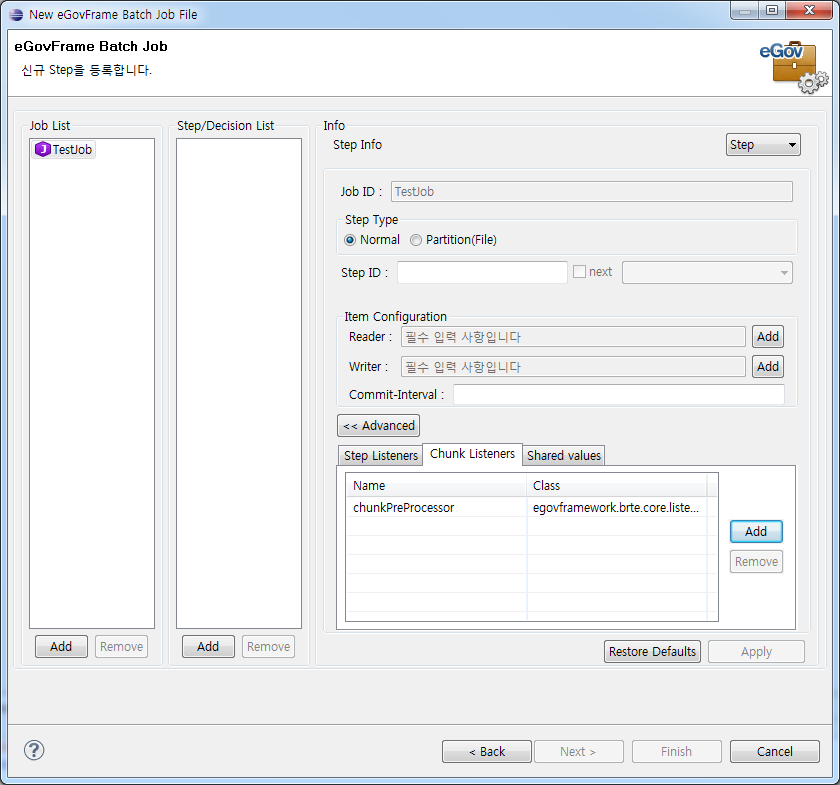 New eGovFrame Batch Job File
eGovFrame Batch Job
신규 Step을 등록합니다.
eGov
Job List
TestJob
Add
Remove
Step/Decision List
Add
Remove
Info
Step Info
Step
Job ID : TestJob
Step Type
Normal Partition(File)
Step ID : next
Item Configuration
Reader : 필수 입력 사항입니다 Add
Writer : 필수 입력 사항입니다 Add
Commit-Interval :
<< Advanced
Step Listeners Chunk Listeners Shared values
Name Class
chunkPreProcessor egovframework.brte.core.liste...
Add
Remove
Restore Defaults Apply
?
< Back Next > Finish Cancel